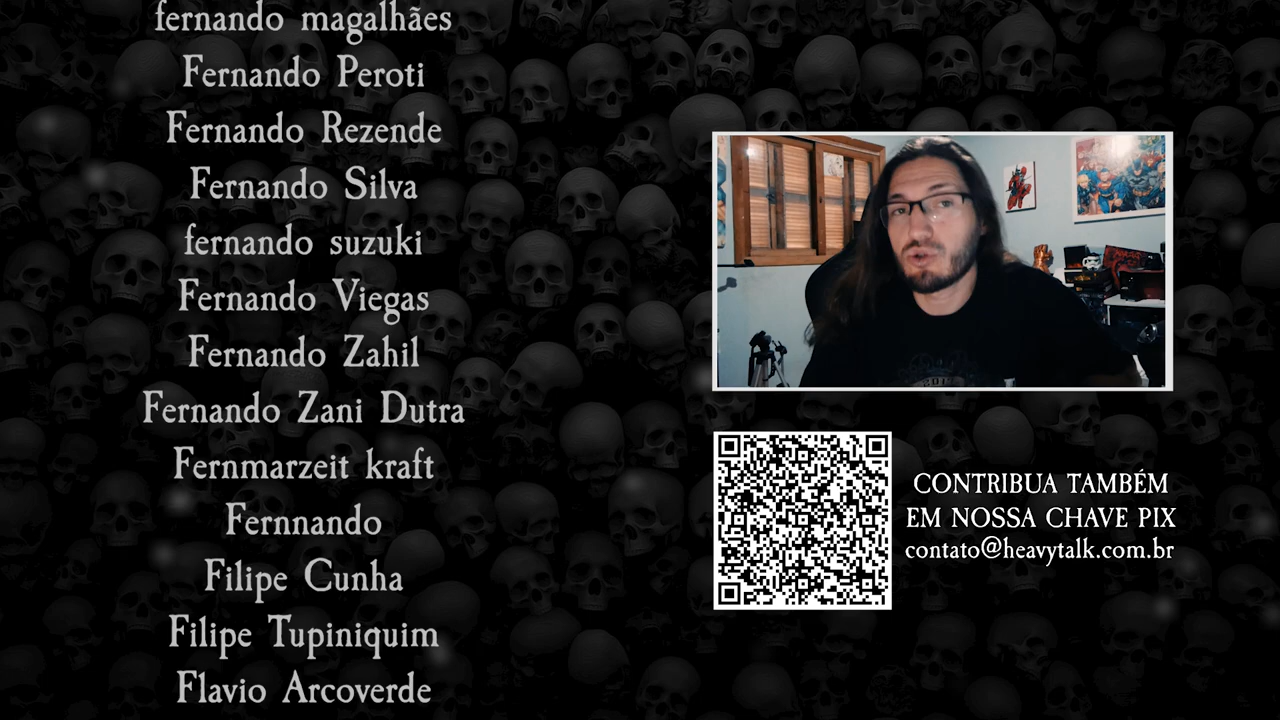 fernando magalhães
Fernando Peroti
Fernando Rezende
Fernando Silva
fernando suzuki
Fernando Viegas
Fernando Zahil
Fernando Zani Dutra
Fernmarzeit kraft
Fernnando
Filipe Cunha
Filipe Tupiniquim
Flavio Arcoverde
CONTRIBUA TAMBÉM
EM NOSSA CHAVE PIX
contato@heavytalk.com.br